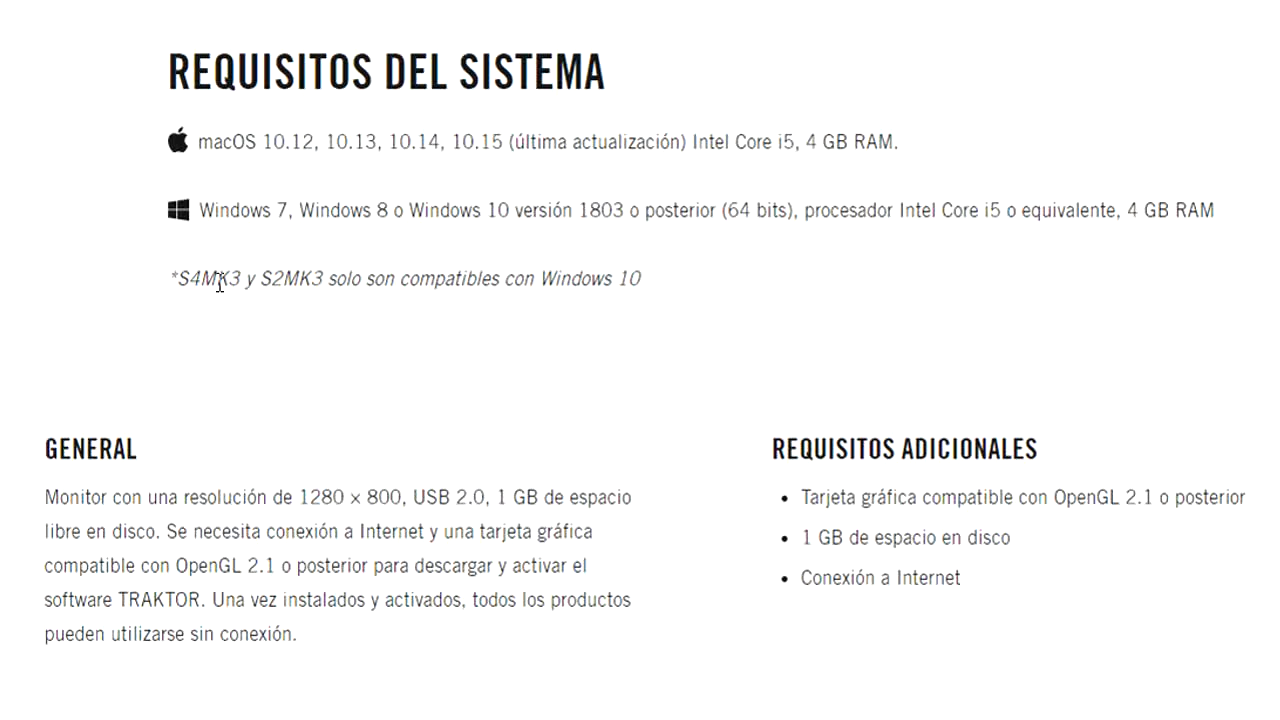 REQUISITOS DEL SISTEMA
macOS 10.12, 10.13, 10.14, 10.15 (última actualización) Intel Core i5, 4 GB RAM.
Windows 7, Windows 8 o Windows 10 versión 1803 o posterior (64 bits), procesador Intel Core i5 o equivalente, 4 GB RAM
*S4MK3 y S2MK3 solo son compatibles con Windows 10
GENERAL
Monitor con una resolución de 1280 × 800, USB 2.0, 1 GB de espacio
libre en disco. Se necesita conexión a Internet y una tarjeta gráfica
compatible con OpenGL 2.1 o posterior para descargar y activar el
software TRAKTOR. Una vez instalados y activados, todos los productos
pueden utilizarse sin conexión.
REQUISITOS ADICIONALES
• Tarjeta gráfica compatible con OpenGL 2.1 o posterior
• 1 GB de espacio en disco
• Conexión a Internet